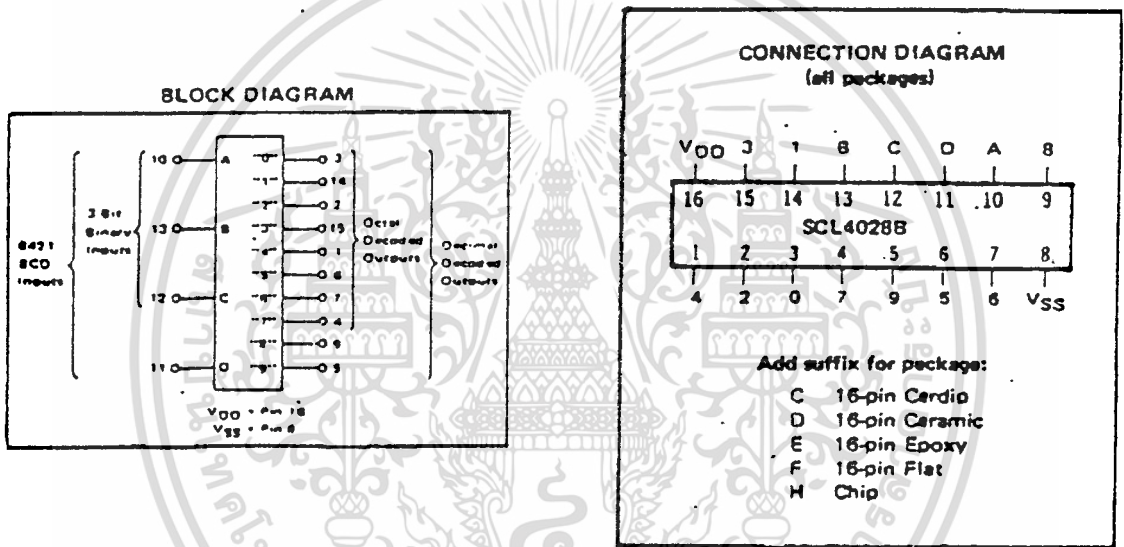 BLOCK DIAGRAM
8421
BCD
Inputs
3 Bit
Binary
Inputs
10 A
13 B
12 C
11 D
"0" 3
"1" 14
"2" 2
"3" 15
"4" 1
"5" 6
"6" 7
"7" 4
"8" 9
"9" 5
Octal
Decoded
Outputs
Decimal
Decoded
Outputs
VDD = Pin 16
VSS = Pin 8
CONNECTION DIAGRAM
(all packages)
VDD 3 1 B C D A 8
16 15 14 13 12 11 10 9
SCL4028B
1 2 3 4 5 6 7 8
4 2 0 7 9 5 6 VSS
Add suffix for package:
C 16-pin Cerdip
D 16-pin Ceramic
E 16-pin Epoxy
F 16-pin Flat
H Chip